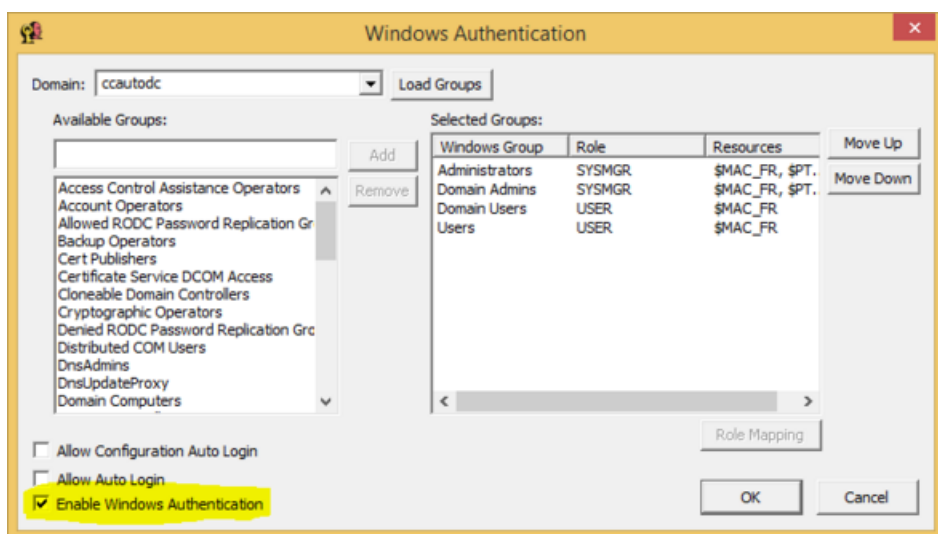 Windows Authentication
Domain: ccautodc Load Groups
Available Groups:
Add
Remove
Access Control Assistance Operators
Account Operators
Allowed RODC Password Replication Gr
Backup Operators
Cert Publishers
Certificate Service DCOM Access
Cloneable Domain Controllers
Cryptographic Operators
Denied RODC Password Replication Grc
Distributed COM Users
DnsAdmins
DnsUpdateProxy
Domain Computers
Selected Groups:
Windows Group Role Resources
Administrators SYSMGR $MAC_FR, $PT..
Domain Admins SYSMGR $MAC_FR, $PT..
Domain Users USER $MAC_FR
Users USER $MAC_FR
Move Up
Move Down
Role Mapping
Allow Configuration Auto Login
Allow Auto Login
Enable Windows Authentication
OK Cancel